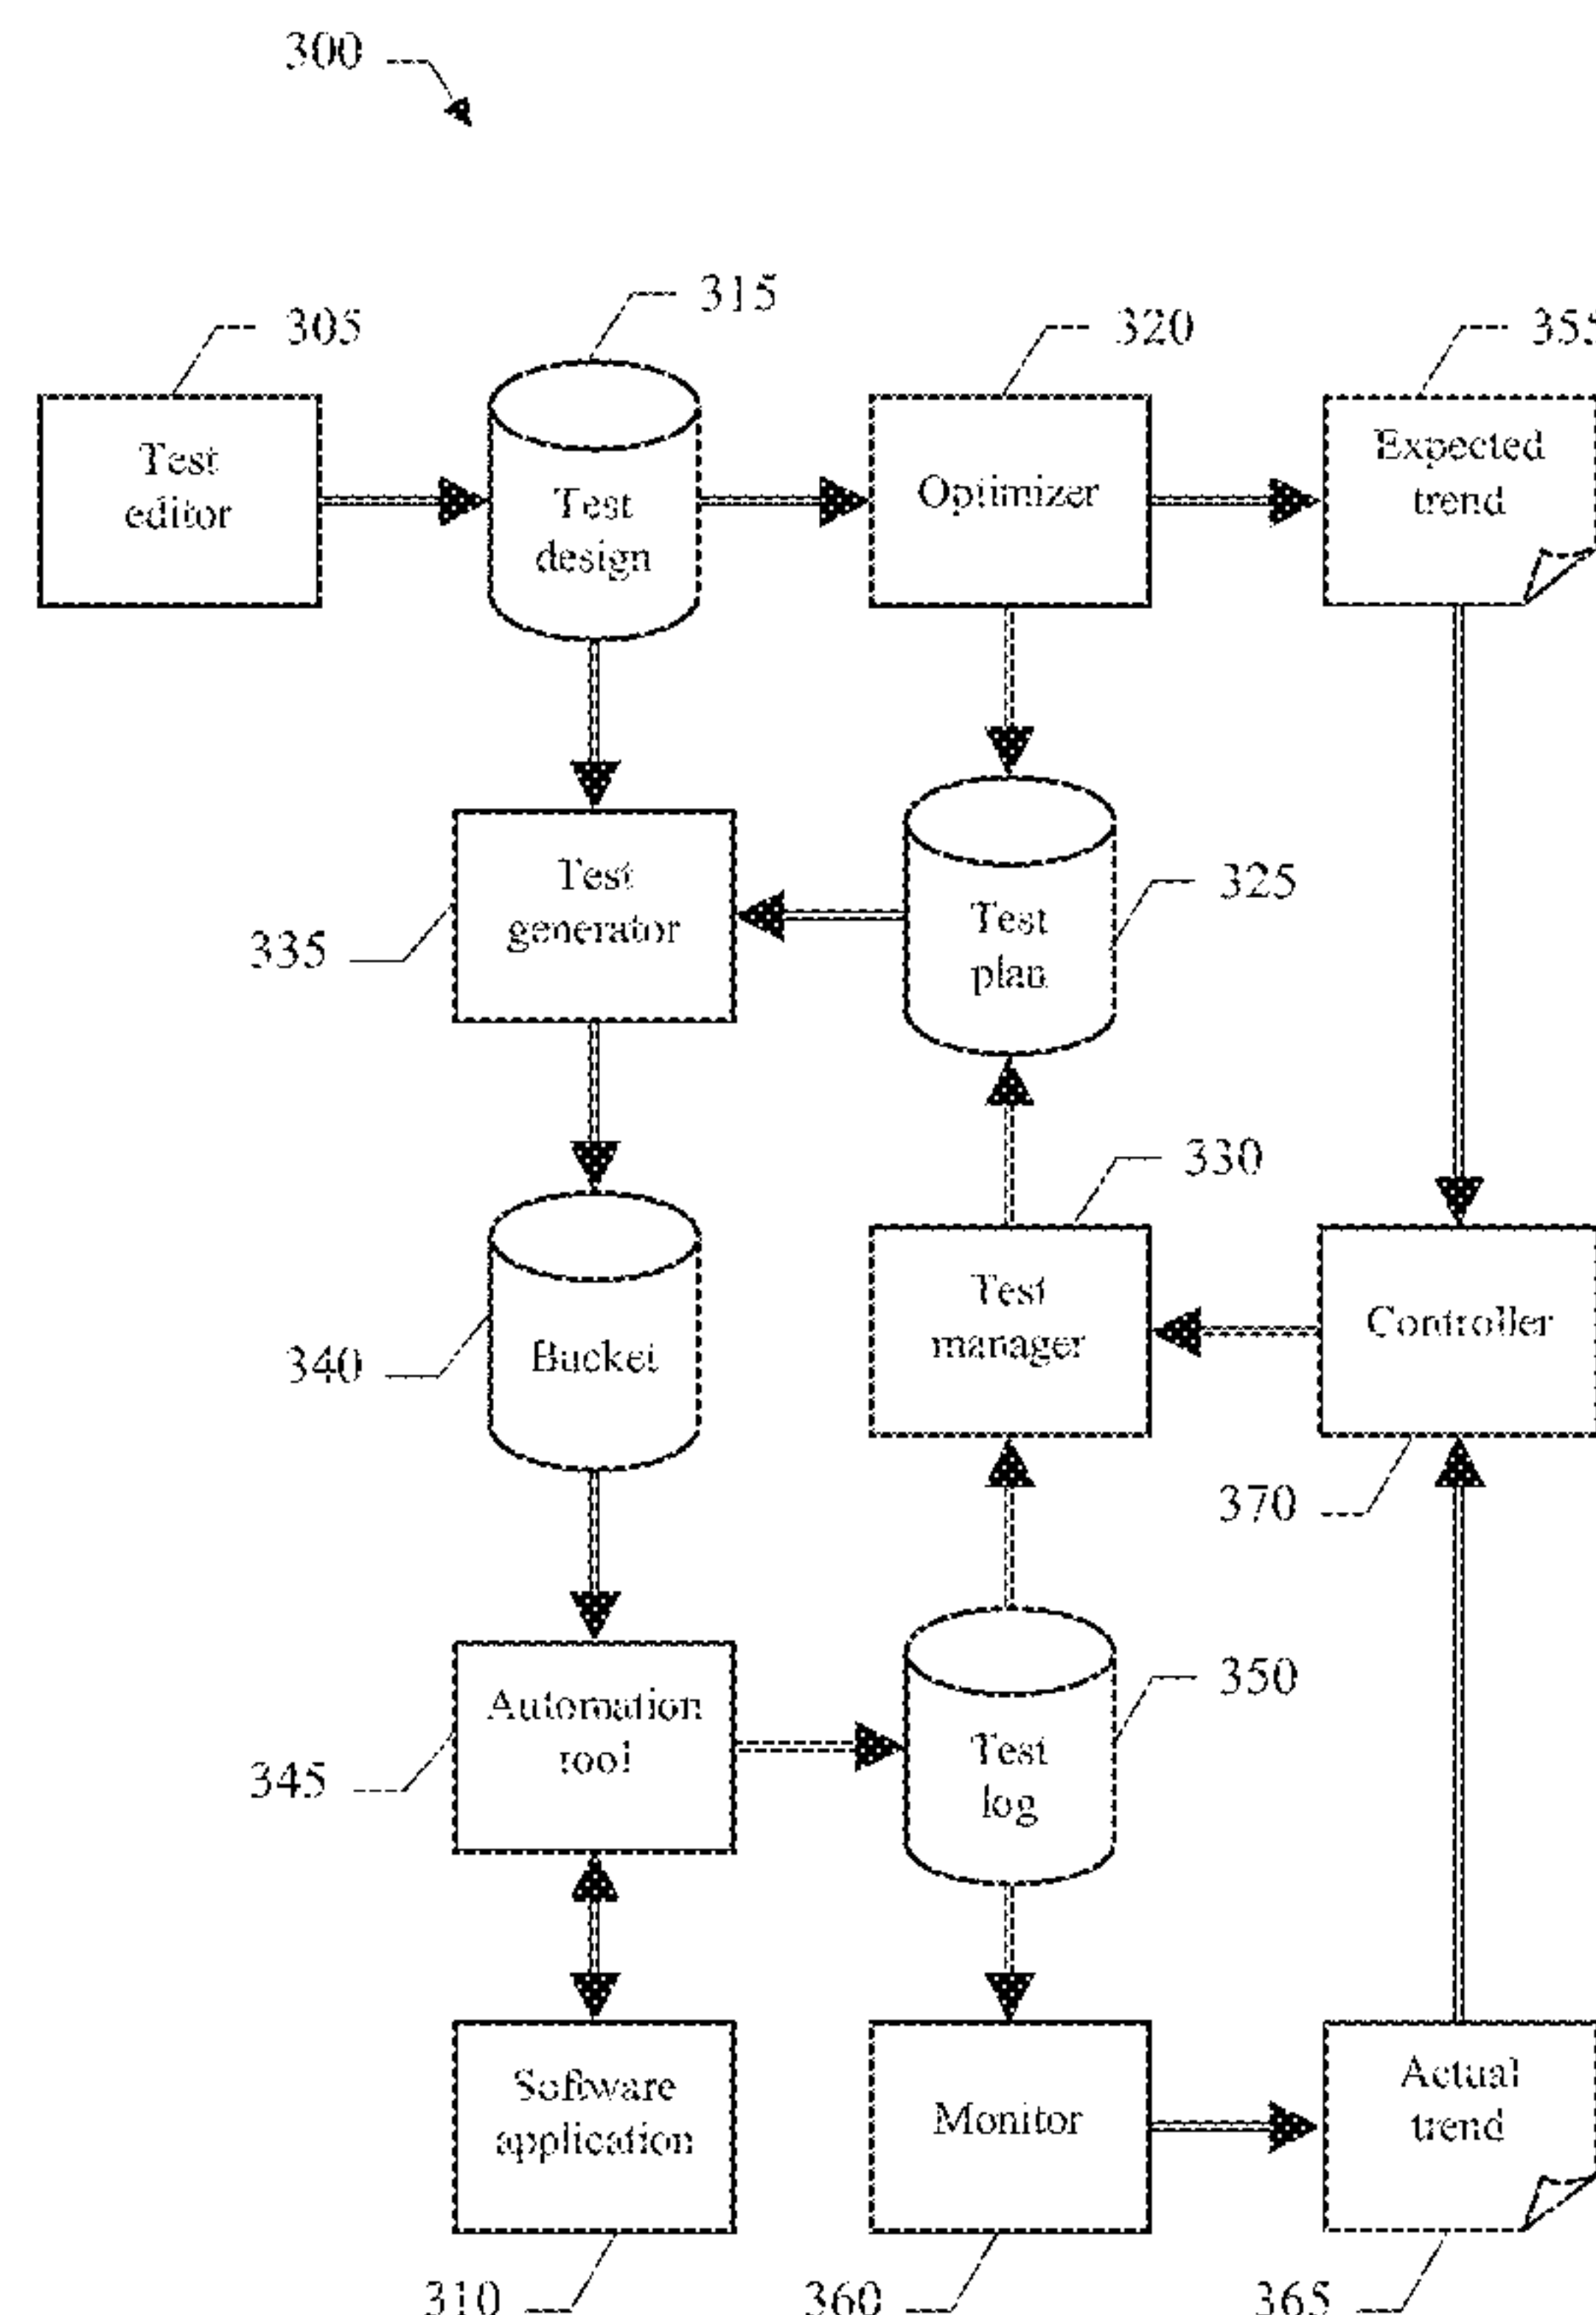 300
315
305
320
355
Test
editor
Test
design
Optimizer
Expected
trend
Test
generator
335
Test
plan
325
330
Bucket
340
Test
manager
Controller
370
Automation
tool
345
Test
log
350
Software
application
Monitor
Actual
trend
310
360
365